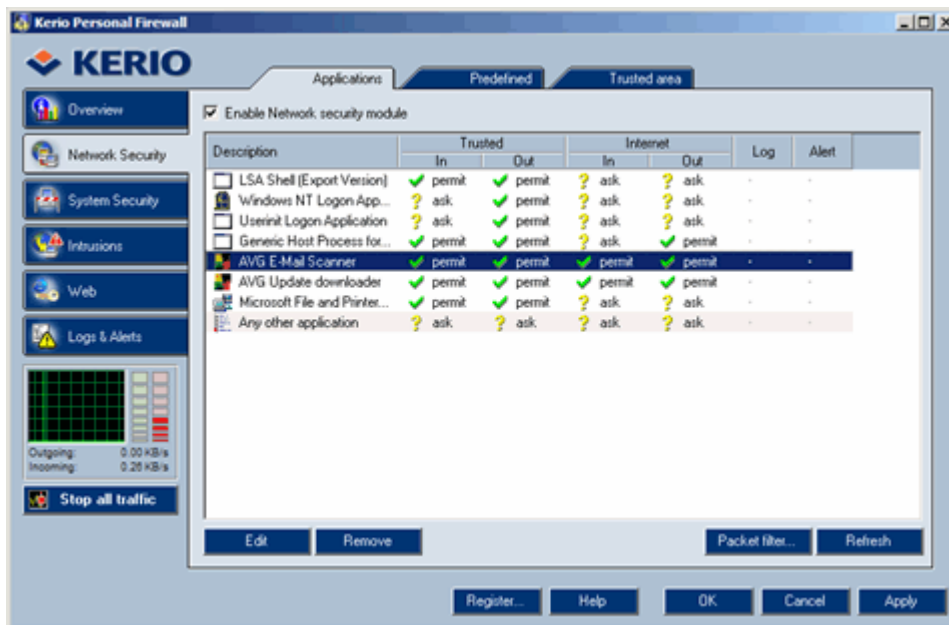 Kerio Personal Firewall
KERIO
Applications Predefined Trusted area
Overview
Enable Network security module
Network Security
Description Trusted Internet Log Alert
In Out In Out
LSA Shell (Export Version) permit permit ? ask ? ask
Windows NT Logon App... ? ask permit ? ask ? ask
System Security
Userinit Logon Application ? ask permit ? ask ? ask
Generic Host Process for... permit permit ? ask permit
Intrusions
AVG E-Mail Scanner permit permit permit permit
AVG Update downloader permit permit permit permit
Web
Microsoft File and Printer... permit permit ? ask ? ask
Any other application ? ask ? ask ? ask ? ask
Logs & Alerts
Outgoing: 0.00 KB/s
Incoming: 0.26 KB/s
Stop all traffic
Edit Remove Packet filter... Refresh
Register... Help OK Cancel Apply